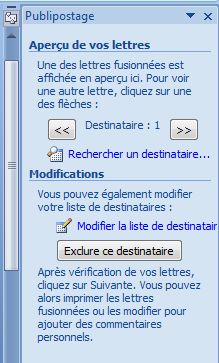 Publipostage
Aperçu de vos lettres
Une des lettres fusionnées est
affichée en aperçu ici. Pour voir
une autre lettre, cliquez sur une
des flèches :
<< Destinataire : 1 >>
Rechercher un destinataire...
Modifications
Vous pouvez également modifier
votre liste de destinataires :
Modifier la liste de destinatair
Exclure ce destinataire
Après vérification de vos lettres,
cliquez sur Suivante. Vous pouvez
alors imprimer les lettres
fusionnées ou les modifier pour
ajouter des commentaires
personnels.